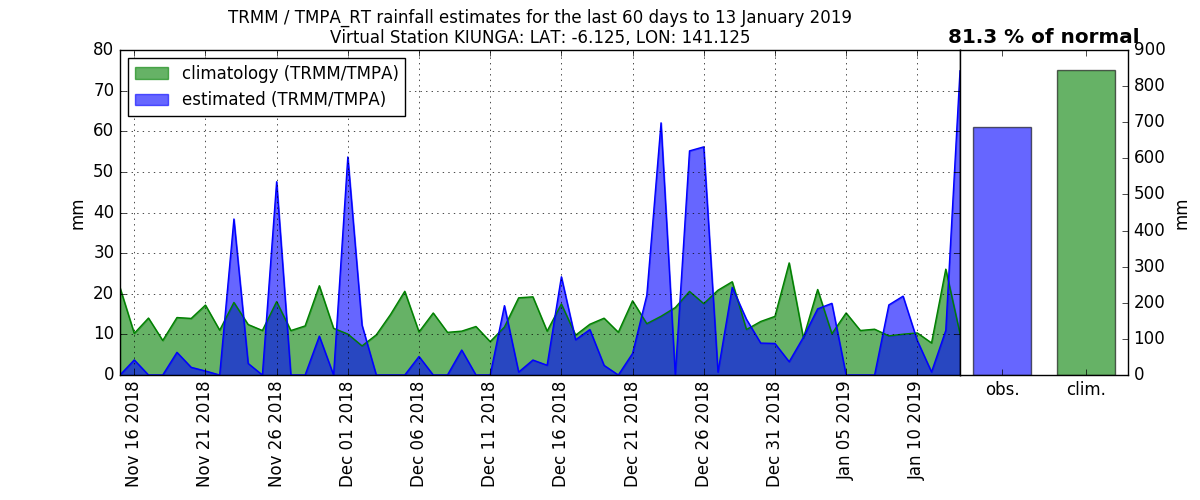 TRMM / TMPA_RT rainfall estimates for the last 60 days to 13 January 2019
Virtual Station KIUNGA: LAT: -6.125, LON: 141.125
81.3 % of normal
climatology (TRMM/TMPA)
estimated (TRMM/TMPA)
mm
80
70
60
50
40
30
20
10
0
Nov 16 2018
Nov 21 2018
Nov 26 2018
Dec 01 2018
Dec 06 2018
Dec 11 2018
Dec 16 2018
Dec 21 2018
Dec 26 2018
Dec 31 2018
Jan 05 2019
Jan 10 2019
900
800
700
600
500
400
300
200
100
0
mm
obs.
clim.